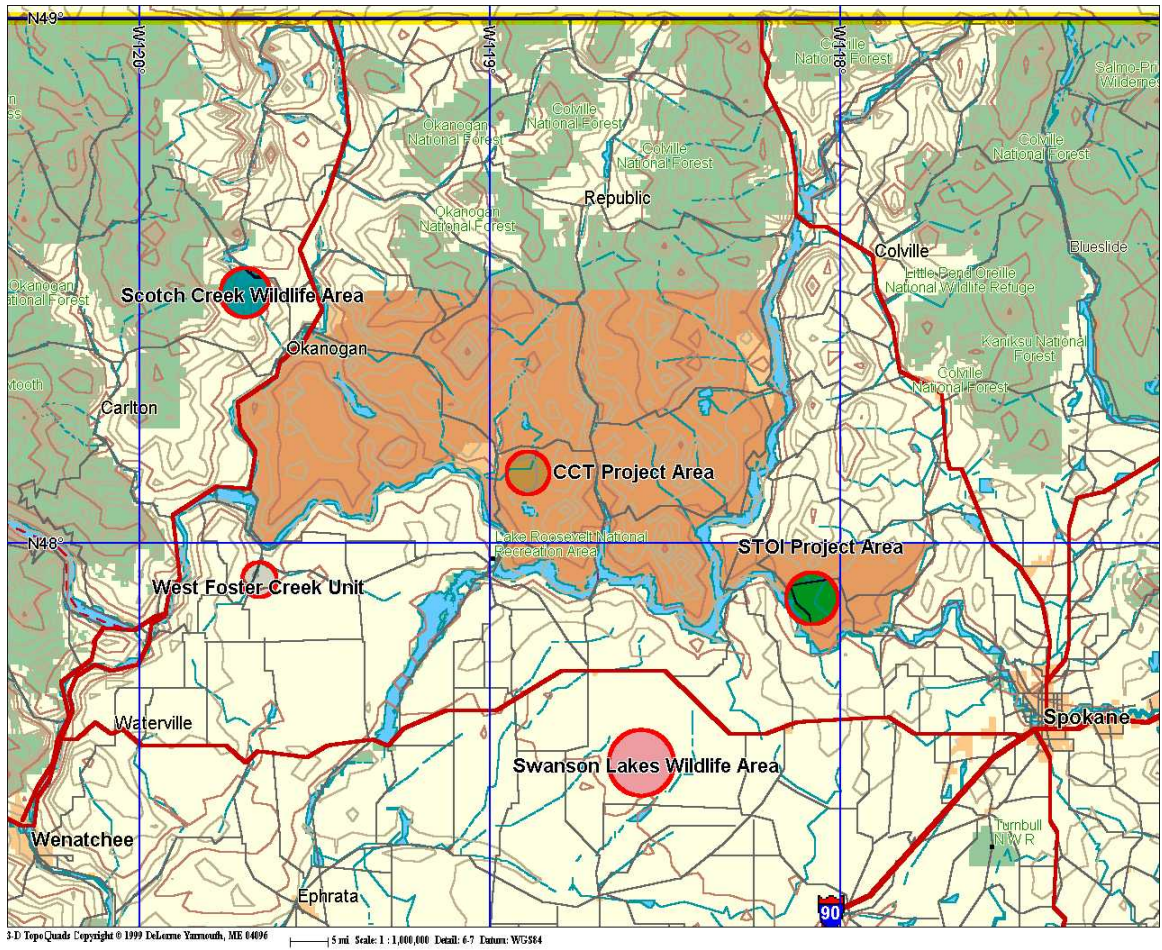 N49°
W120°
W119°
W118°
Colville
National Forest
Salmo-Pri
Wilderness
Okanogan
National Forest
Colville
National Forest
Colville
National Forest
Colville
National Forest
Republic
Okanogan
National Forest
Colville
Blueslide
Little Pend Oreille
National Wildlife Refuge
Okanogan
National Forest
Scotch Creek Wildlife Area
Okanogan
Kaniksu National
Forest
Colville
National Forest
Carlton
CCT Project Area
N48°
Lake Roosevelt National
Recreation Area
STOI Project Area
West Foster Creek Unit
Waterville
Spokane
Swanson Lakes Wildlife Area
Wenatchee
Turnbull
N W R
Ephrata
90
3-D TopoQuads Copyright © 1999 DeLorme Yarmouth, ME 04096
5 mi Scale: 1 : 1,000,000 Detail: 6-7 Datum: WGS84